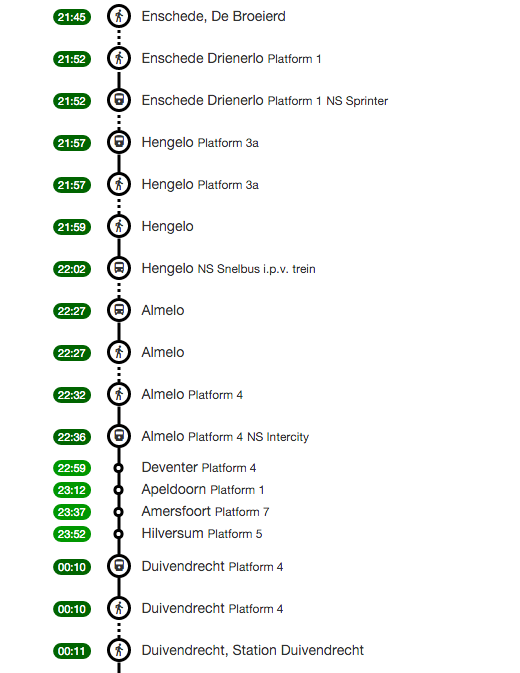 21:45 Enschede, De Broeierd
21:52 Enschede Drienerlo Platform 1
21:52 Enschede Drienerlo Platform 1 NS Sprinter
21:57 Hengelo Platform 3a
21:57 Hengelo Platform 3a
21:59 Hengelo
22:02 Hengelo NS Snelbus i.p.v. trein
22:27 Almelo
22:27 Almelo
22:32 Almelo Platform 4
22:36 Almelo Platform 4 NS Intercity
22:59 Deventer Platform 4
23:12 Apeldoorn Platform 1
23:37 Amersfoort Platform 7
23:52 Hilversum Platform 5
00:10 Duivendrecht Platform 4
00:10 Duivendrecht Platform 4
00:11 Duivendrecht, Station Duivendrecht